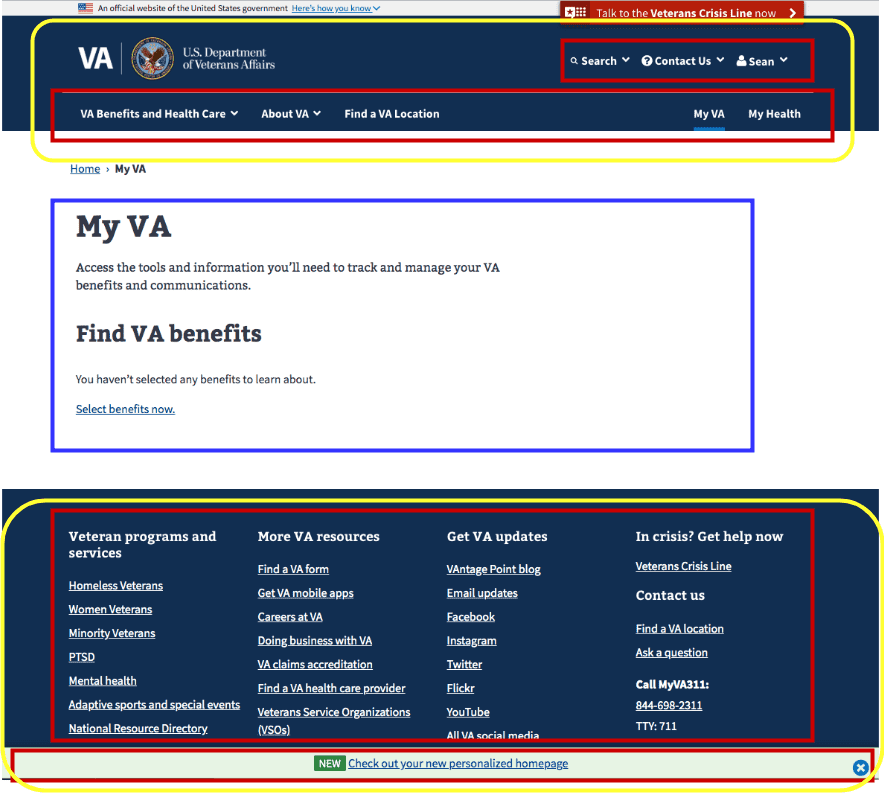 An official website of the United States government Here's how you know
Talk to the Veterans Crisis Line now
VA
U.S. Department
of Veterans Affairs
Search Contact Us Sean
VA Benefits and Health Care About VA Find a VA Location My VA My Health
Home › My VA
My VA
Access the tools and information you'll need to track and manage your VA
benefits and communications.
Find VA benefits
You haven't selected any benefits to learn about.
Select benefits now.
Veteran programs and
services
Homeless Veterans
Women Veterans
Minority Veterans
PTSD
Mental health
Adaptive sports and special events
National Resource Directory
More VA resources
Find a VA form
Get VA mobile apps
Careers at VA
Doing business with VA
VA claims accreditation
Find a VA health care provider
Veterans Service Organizations
(VSOs)
Get VA updates
VAntage Point blog
Email updates
Facebook
Instagram
Twitter
Flickr
YouTube
All VA social media
In crisis? Get help now
Veterans Crisis Line
Contact us
Find a VA location
Ask a question
Call MyVA311:
844-698-2311
TTY: 711
NEW Check out your new personalized homepage